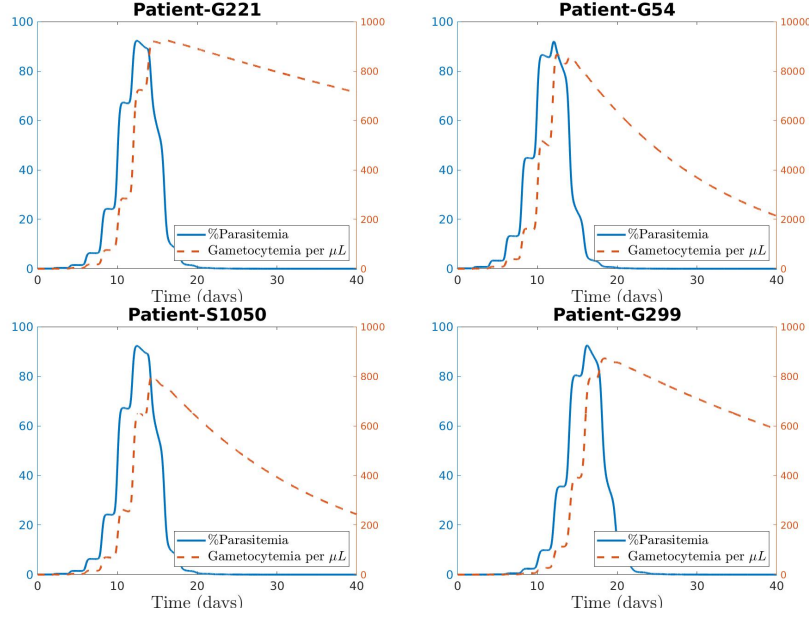 Patient-G221
100
80
60
40
20
0
1000
800
600
400
200
0
%Parasitemia
Gametocytemia per μL
0 10 20 30 40
Time (days)
Patient-G54
100
80
60
40
20
0
10000
8000
6000
4000
2000
0
%Parasitemia
Gametocytemia per μL
0 10 20 30 40
Time (days)
Patient-S1050
100
80
60
40
20
0
1000
800
600
400
200
0
%Parasitemia
Gametocytemia per μL
0 10 20 30 40
Time (days)
Patient-G299
100
80
60
40
20
0
1000
800
600
400
200
0
%Parasitemia
Gametocytemia per μL
0 10 20 30 40
Time (days)